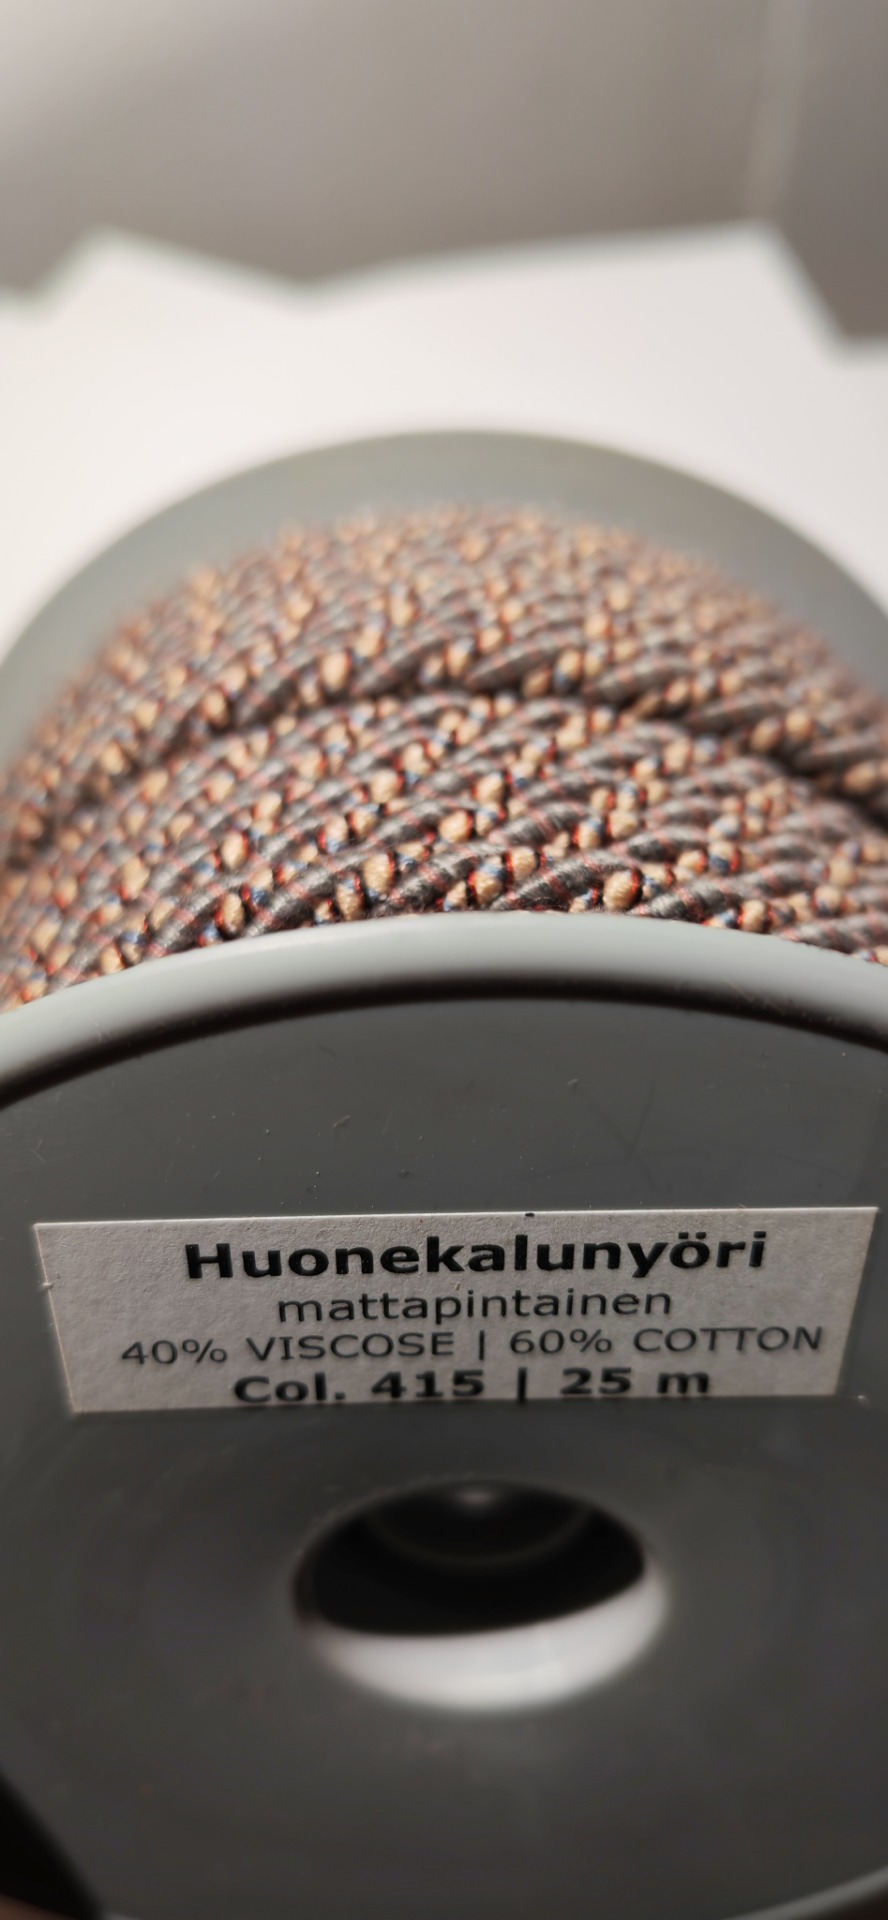 Huonekalunyöri
mattapintainen
40% VISCOSE | 60% COTTON
Col. 415 | 25 m